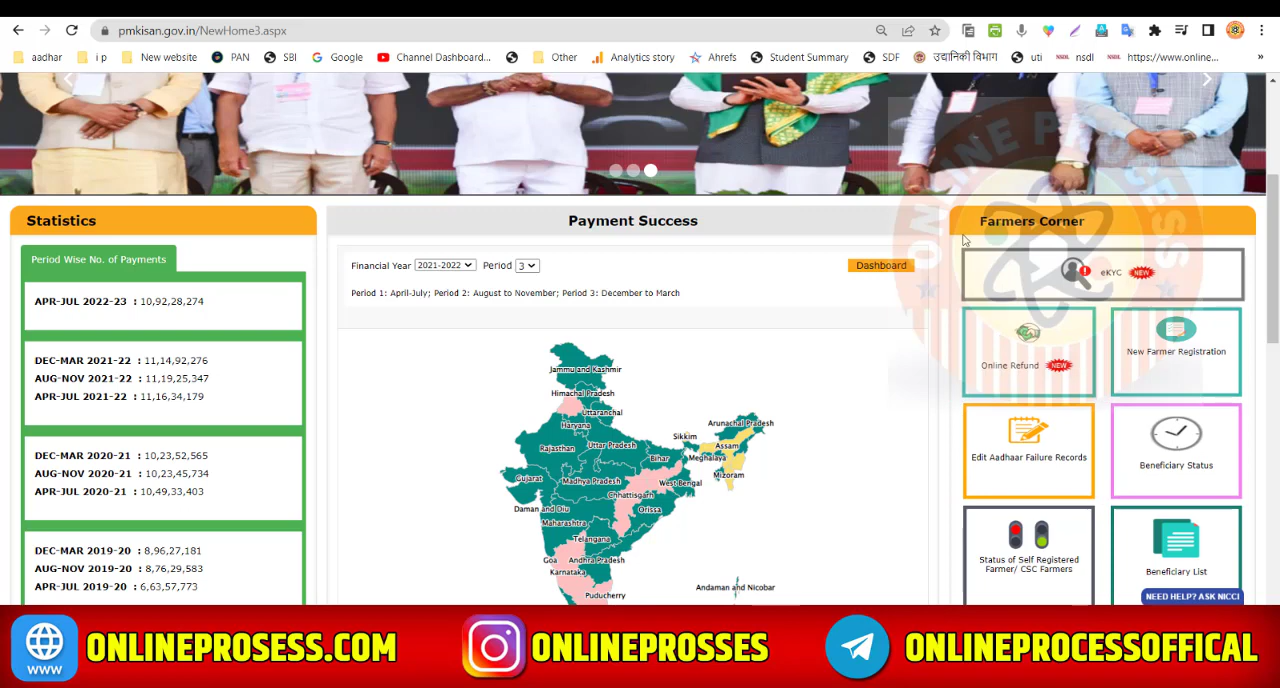 pmkisan.gov.in/NewHome3.aspx
aadhar
i p
New website
PAN
SBI
Google
Channel Dashboard...
Other
Analytics story
Ahrefs
Student Summary
SDF
उद्यानिकी विभाग
uti
NSDL nsdl
NSDL https://www.online...
»
ONLINE PROCESS
Statistics
Payment Success
Farmers Corner
Period Wise No. of Payments
APR-JUL 2022-23 : 10,92,28,274
DEC-MAR 2021-22 : 11,14,92,276
AUG-NOV 2021-22 : 11,19,25,347
APR-JUL 2021-22 : 11,16,34,179
DEC-MAR 2020-21 : 10,23,52,565
AUG-NOV 2020-21 : 10,23,45,734
APR-JUL 2020-21 : 10,49,33,403
DEC-MAR 2019-20 : 8,96,27,181
AUG-NOV 2019-20 : 8,76,29,583
APR-JUL 2019-20 : 6,63,57,773
Financial Year 2021-2022 Period 3
Dashboard
Period 1: April-July; Period 2: August to November; Period 3: December to March
Jammu and Kashmir
Himachal Pradesh
Uttaranchal
Haryana
Arunachal Pradesh
Sikkim
Rajasthan
Uttar Pradesh
Assam
Bihar
Meghalaya
Gujarat
Madhya Pradesh
West Bengal
Mizoram
Chhattisgarh
Daman and Diu
Orissa
Maharashtra
Telangana
Goa
Andhra Pradesh
Karnataka
Andaman and Nicobar
Puducherry
eKYC NEW
Online Refund NEW
New Farmer Registration
Edit Aadhaar Failure Records
Beneficiary Status
Status of Self Registered
Farmer/ CSC Farmers
Beneficiary List
NEED HELP? ASK NICCI
WWW
ONLINEPROSESS.COM
ONLINEPROSSES
ONLINEPROCESSOFFICAL